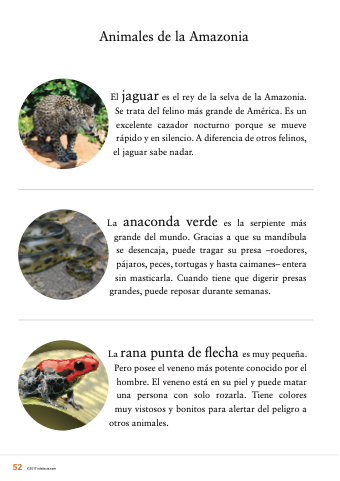 Animales de la Amazonia
El jaguar es el rey de la selva de la Amazonia.
Se trata del felino más grande de América. Es un
excelente cazador nocturno porque se mueve
rápido y en silencio. A diferencia de otros felinos,
el jaguar sabe nadar.
La anaconda verde es la serpiente más
grande del mundo. Gracias a que su mandíbula
se desencaja, puede tragar su presa –roedores,
pájaros, peces, tortugas y hasta caimanes– entera
sin masticarla. Cuando tiene que digerir presas
grandes, puede reposar durante semanas.
La rana punta de flecha es muy pequeña.
Pero posee el veneno más potente conocido por el
hombre. El veneno está en su piel y puede matar
una persona con solo rozarla. Tiene colores
muy vistosos y bonitos para alertar del peligro a
otros animales.
52